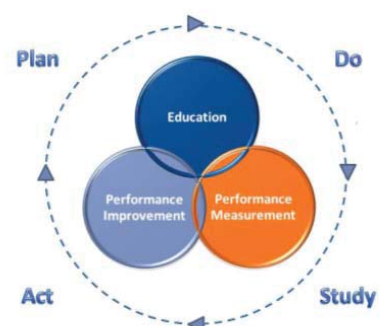 Plan
Do
Education
Performance
Improvement
Performance
Measurement
Act
Study